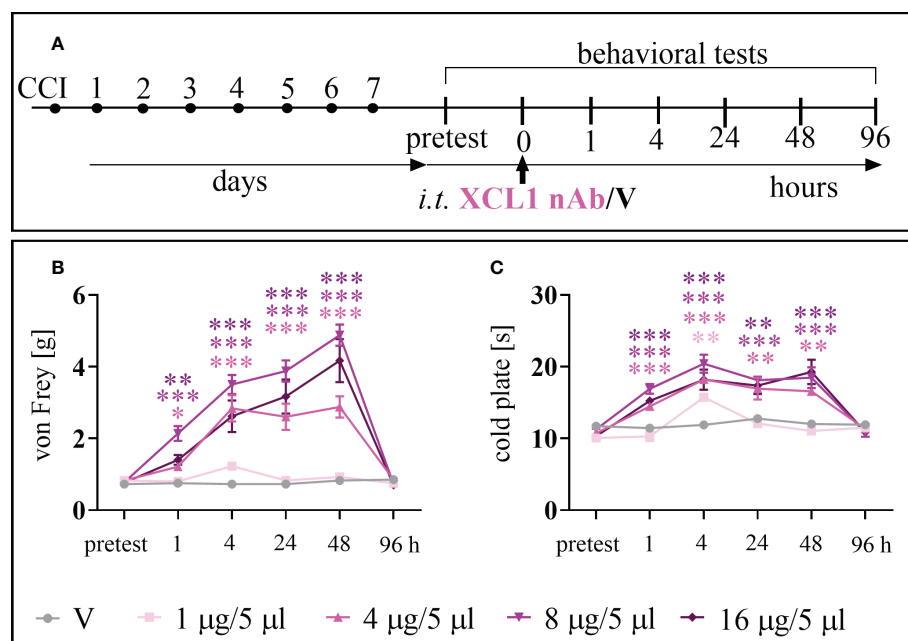 A
behavioral tests
CCI 1 2 3 4 5 6 7
pretest 0 1 4 24 48 96
days hours
i.t. XCL1 nAb/V
B
von Frey [g]
6
4
2
0
** *** *** ***
*** *** *** ***
* *** *** ***
pretest 1 4 24 48 96 h
C
cold plate [s]
30
20
10
0
*** *** ** ***
*** *** *** ***
*** *** ** **
**
pretest 1 4 24 48 96 h
V 1 µg/5 µl 4 µg/5 µl 8 µg/5 µl 16 µg/5 µl